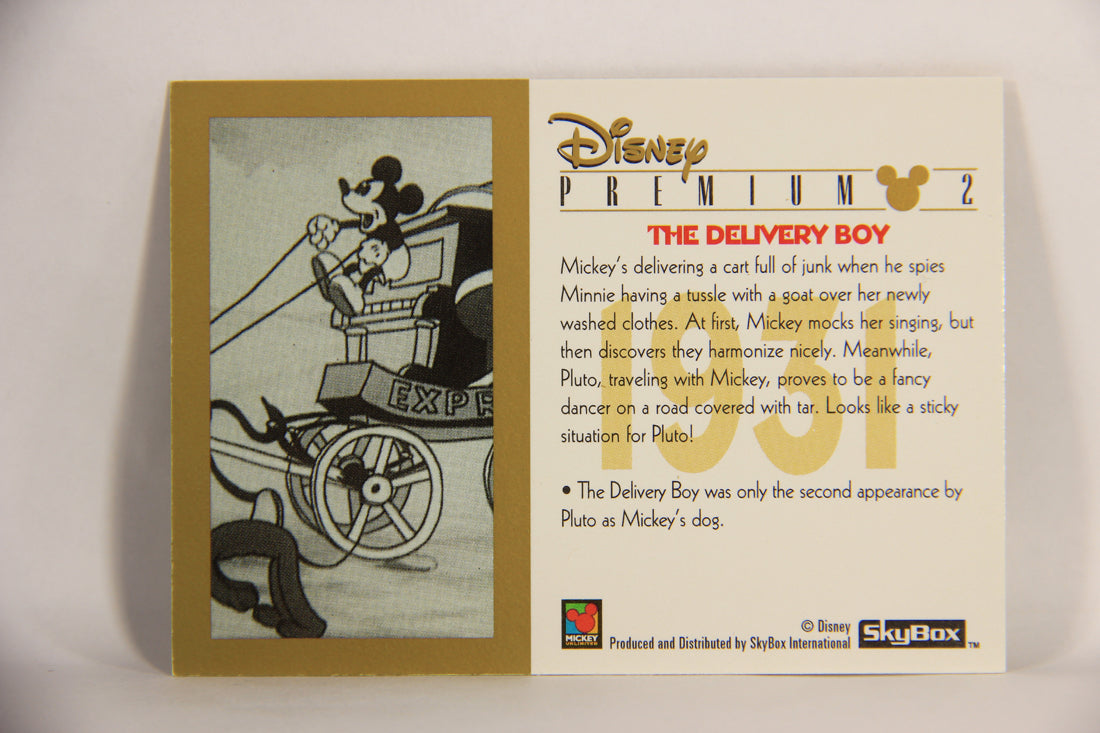 EXPR
Disney
PREMIUM 2
THE DELIVERY BOY
1931
Mickey's delivering a cart full of junk when he spies
Minnie having a tussle with a goat over her newly
washed clothes. At first, Mickey mocks her singing, but
then discovers they harmonize nicely. Meanwhile,
Pluto, traveling with Mickey, proves to be a fancy
dancer on a road covered with tar. Looks like a sticky
situation for Pluto!
• The Delivery Boy was only the second appearance by
Pluto as Mickey's dog.
MICKEY
UNLIMITED
© Disney
Produced and Distributed by SkyBox International
SkyBox™